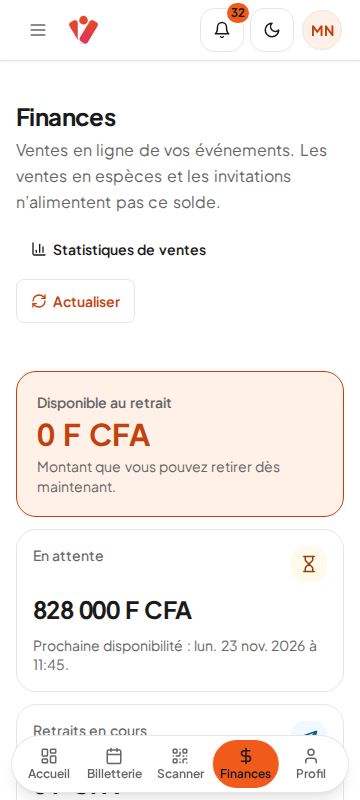 32
MN
Finances
Ventes en ligne de vos événements. Les
ventes en espèces et les invitations
n’alimentent pas ce solde.
Statistiques de ventes
Actualiser
Disponible au retrait
0 F CFA
Montant que vous pouvez retirer dès
maintenant.
En attente
828 000 F CFA
Prochaine disponibilité : lun. 23 nov. 2026 à
11:45.
Retraits en cours
Accueil
Billetterie
Scanner
Finances
Profil